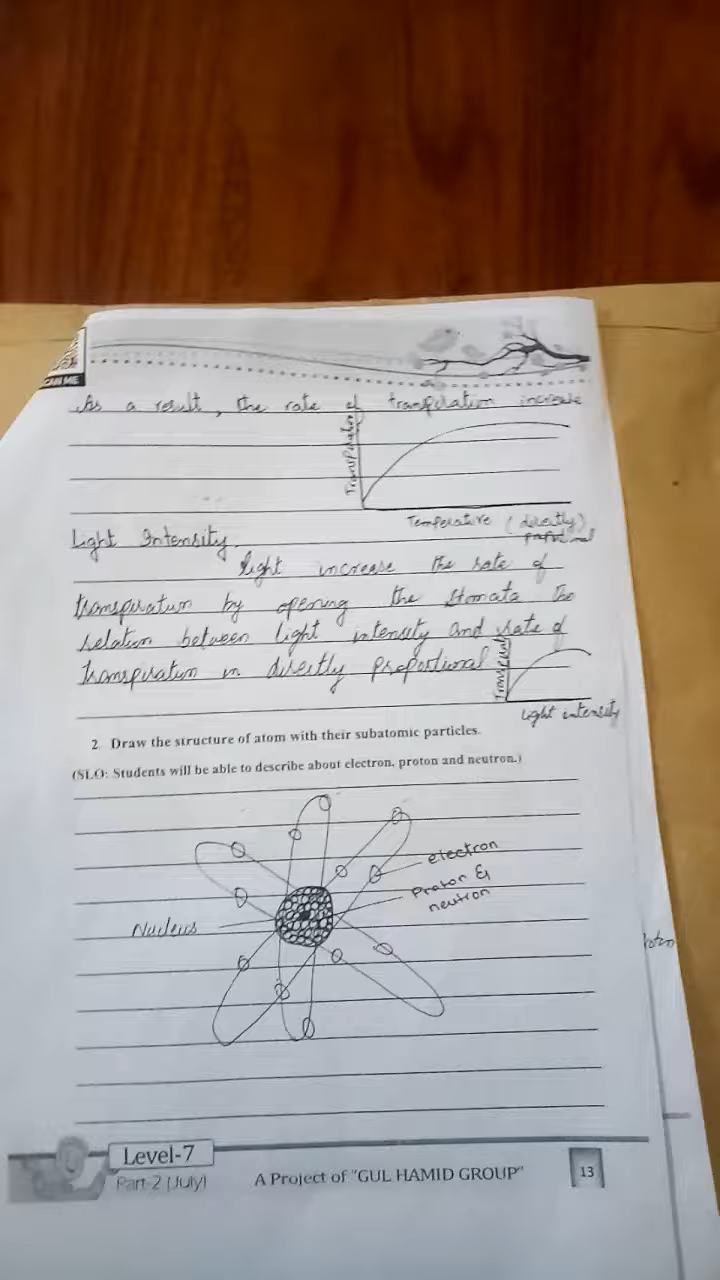 CAN ME
As a result, the rate of transpiration increase
Transpiration
Temperature (directly)
Light Intensity
light increase the rate of
transpiration by opening the stomata The
relation between light intensity and rate of
transpiration in directly proportional
Light intensity
2. Draw the structure of atom with their subatomic particles.
(SLO: Students will be able to describe about electron, proton and neutron.)
electron
Proton &
neutron
Nucleus
Level-7
Part-2 (July)
A Project of "GUL HAMID GROUP"
13